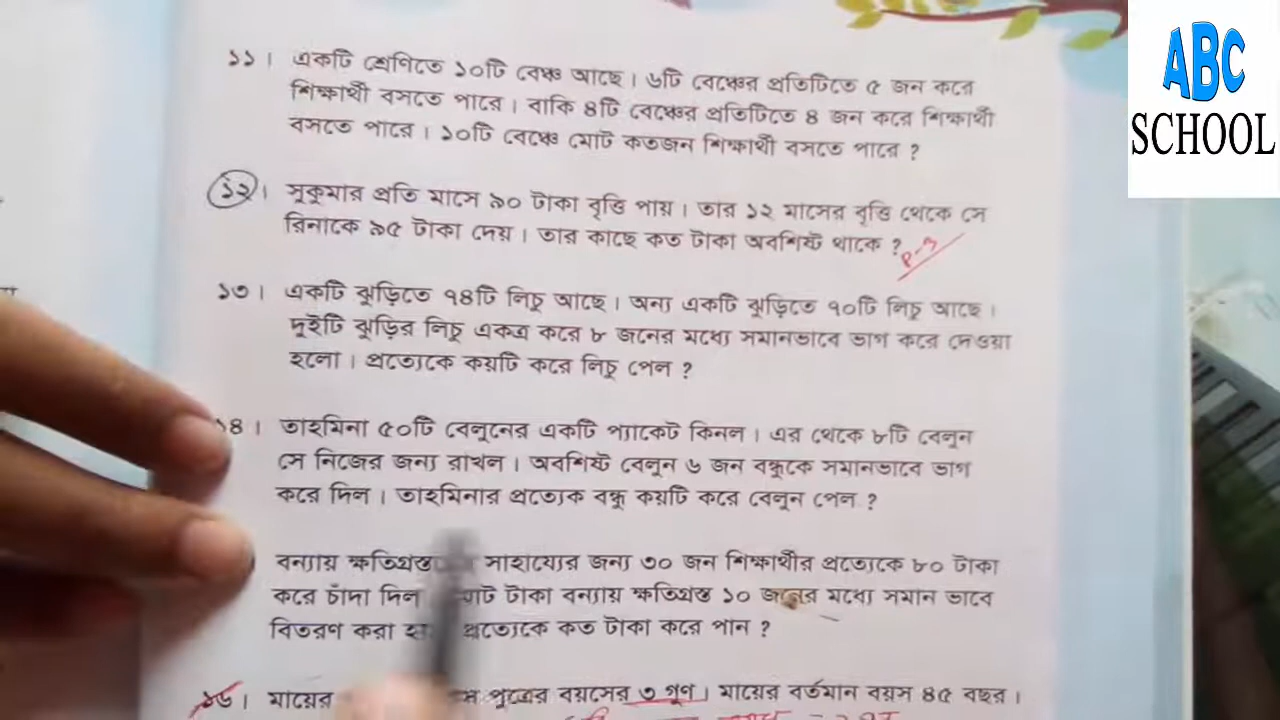 ABC
SCHOOL
১১। একটি শ্রেণিতে ১০টি বেঞ্চ আছে। ৬টি বেঞ্চের প্রতিটিতে ৫ জন করে
শিক্ষার্থী বসতে পারে। বাকি ৪টি বেঞ্চের প্রতিটিতে ৪ জন করে শিক্ষার্থী
বসতে পারে। ১০টি বেঞ্চে মোট কতজন শিক্ষার্থী বসতে পারে ?
১২। সুকুমার প্রতি মাসে ৯০ টাকা বৃত্তি পায়। তার ১২ মাসের বৃত্তি থেকে সে
রিনাকে ৯৫ টাকা দেয়। তার কাছে কত টাকা অবশিষ্ট থাকে ?
১৩। একটি ঝুড়িতে ৭৪টি লিচু আছে। অন্য একটি ঝুড়িতে ৭০টি লিচু আছে।
দুইটি ঝুড়ির লিচু একত্র করে ৮ জনের মধ্যে সমানভাবে ভাগ করে দেওয়া
হলো। প্রত্যেকে কয়টি করে লিচু পেল ?
১৪। তাহমিনা ৫০টি বেলুনের একটি প্যাকেট কিনল। এর থেকে ৮টি বেলুন
সে নিজের জন্য রাখল। অবশিষ্ট বেলুন ৬ জন বন্ধুকে সমানভাবে ভাগ
করে দিল। তাহমিনার প্রত্যেক বন্ধু কয়টি করে বেলুন পেল ?
বন্যায় ক্ষতিগ্রস্ত সাহায্যের জন্য ৩০ জন শিক্ষার্থীর প্রত্যেকে ৮০ টাকা
করে চাঁদা দিল টাকা বন্যায় ক্ষতিগ্রস্ত ১০ জনের মধ্যে সমান ভাবে
বিতরণ করা প্রত্যেকে কত টাকা করে পান ?
১৬। মায়ের পুত্রের বয়সের ৩ গুণ। মায়ের বর্তমান বয়স ৪৫ বছর।